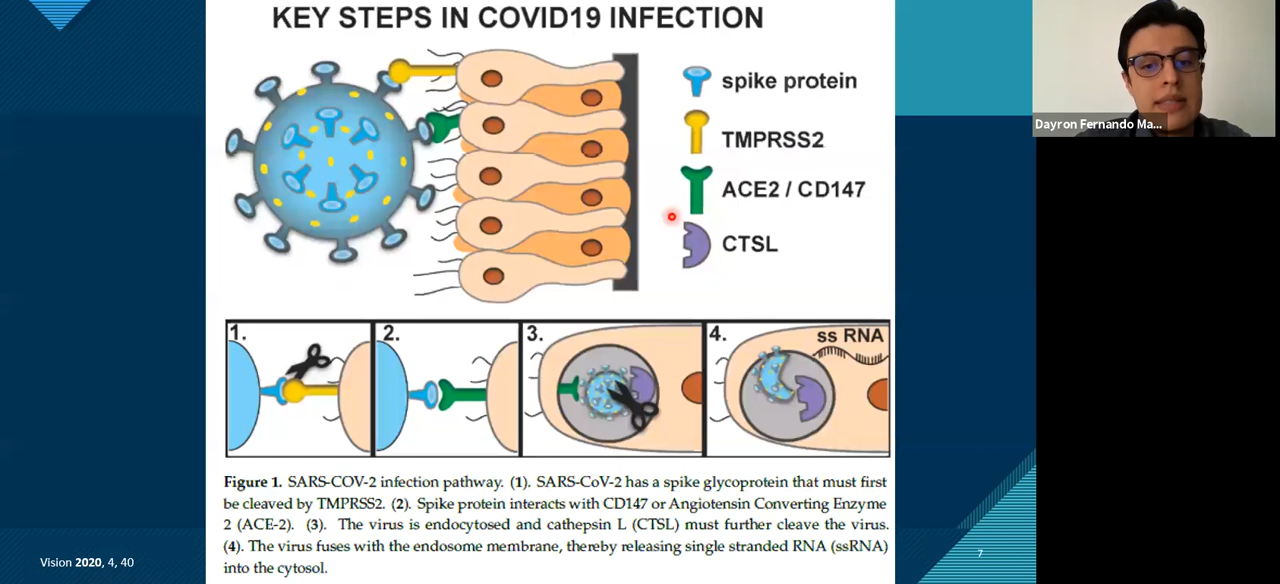 KEY STEPS IN COVID19 INFECTION
spike protein
TMPRSS2
ACE2 / CD147
CTSL
Dayron Fernando Ma...
1.
2.
3.
4.
ss RNA
Figure 1. SARS-COV-2 infection pathway. (1). SARS-CoV-2 has a spike glycoprotein that must first
be cleaved by TMPRSS2. (2). Spike protein interacts with CD147 or Angiotensin Converting Enzyme
2 (ACE-2). (3). The virus is endocytosed and cathepsin L (CTSL) must further cleave the virus.
(4). The virus fuses with the endosome membrane, thereby releasing single stranded RNA (ssRNA)
into the cytosol.
Vision 2020, 4, 40
7